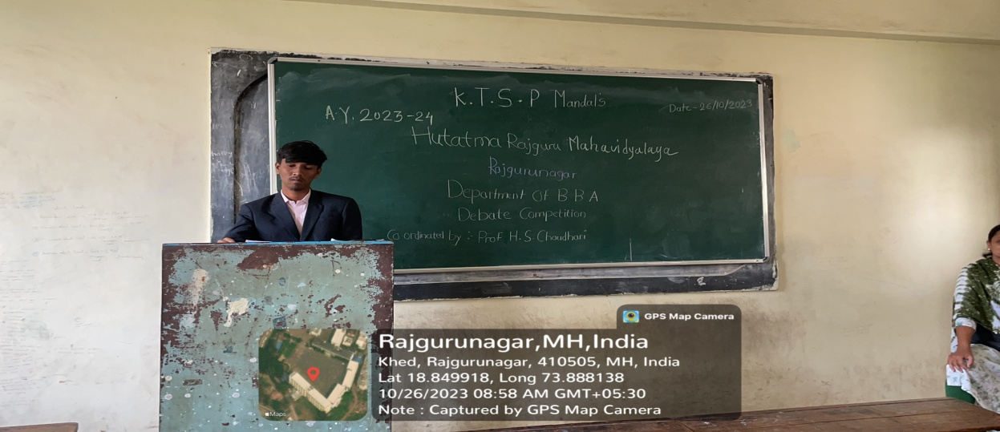 K.T.S.P Mandal's
A.Y. 2023-24
Date-26/10/2023
Hutatma Rajguru Mahavidyalaya
Rajgurunagar
Department Of BBA
Debate Competition
Co ordinated by :- Prof H.S. Chaudhari
GPS Map Camera
Rajgurunagar,MH,India
Khed, Rajgurunagar, 410505, MH, India
Lat 18.849918, Long 73.888138
10/26/2023 08:58 AM GMT+05:30
Note : Captured by GPS Map Camera
Maps